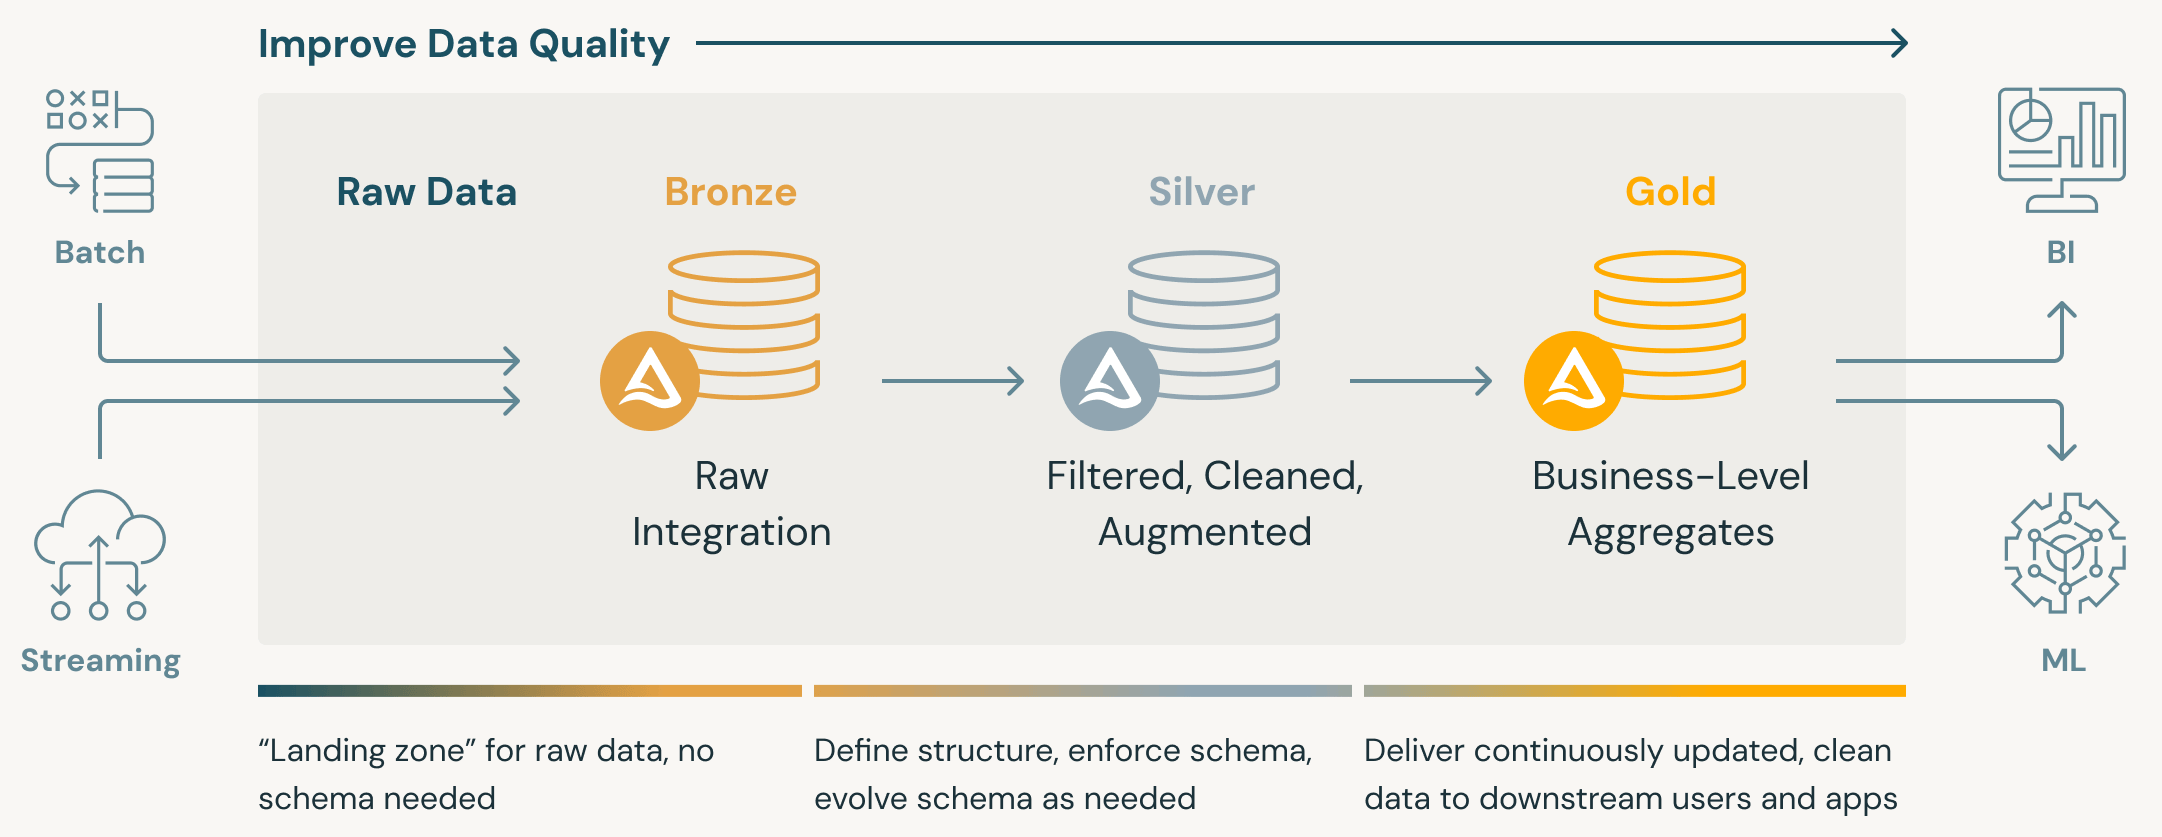 Improve Data Quality
Batch
Streaming
Raw Data
Bronze
Raw
Integration
Silver
Filtered, Cleaned,
Augmented
Gold
Business-Level
Aggregates
BI
ML
“Landing zone” for raw data, no
schema needed
Define structure, enforce schema,
evolve schema as needed
Deliver continuously updated, clean
data to downstream users and apps